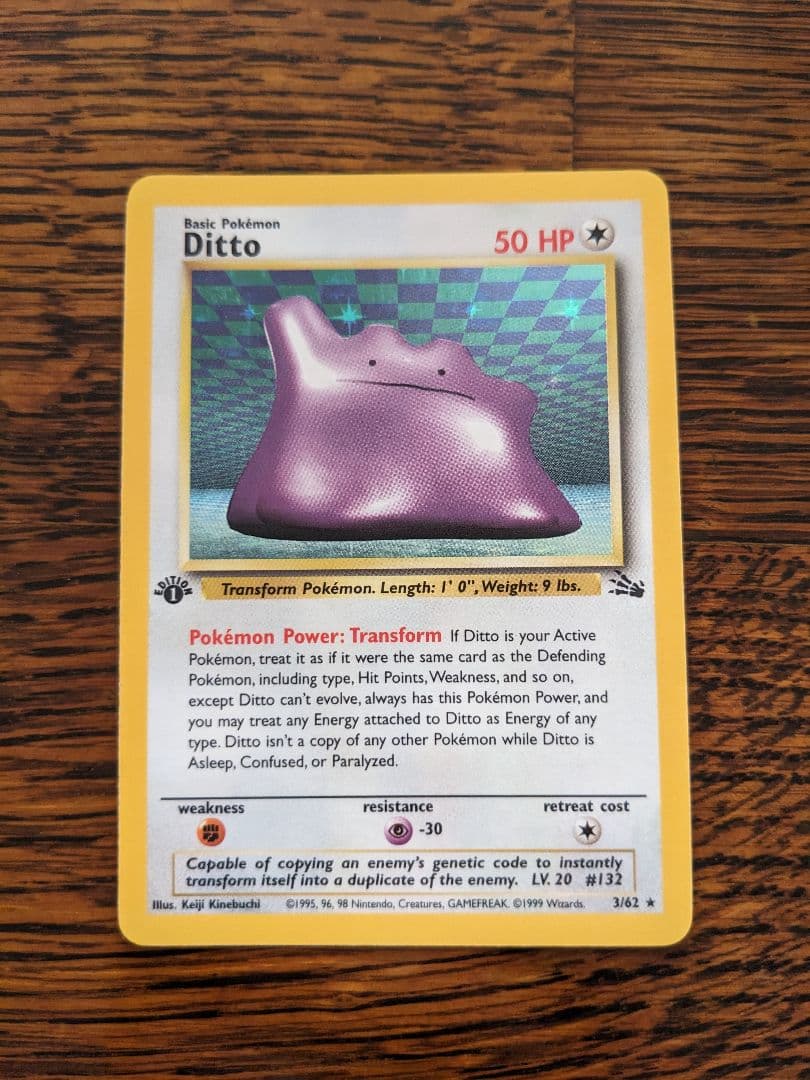 Basic Pokémon
Ditto
50 HP
EDITION
1
Transform Pokémon. Length: 1' 0", Weight: 9 lbs.
Pokémon Power: Transform If Ditto is your Active
Pokémon, treat it as if it were the same card as the Defending
Pokémon, including type, Hit Points, Weakness, and so on,
except Ditto can't evolve, always has this Pokémon Power, and
you may treat any Energy attached to Ditto as Energy of any
type. Ditto isn't a copy of any other Pokémon while Ditto is
Asleep, Confused, or Paralyzed.
weakness resistance retreat cost
-30
Capable of copying an enemy's genetic code to instantly
transform itself into a duplicate of the enemy. LV. 20 #132
Illus. Keiji Kinebuchi ©1995, 96, 98 Nintendo, Creatures, GAMEFREAK. ©1999 Wizards. 3/62 ★